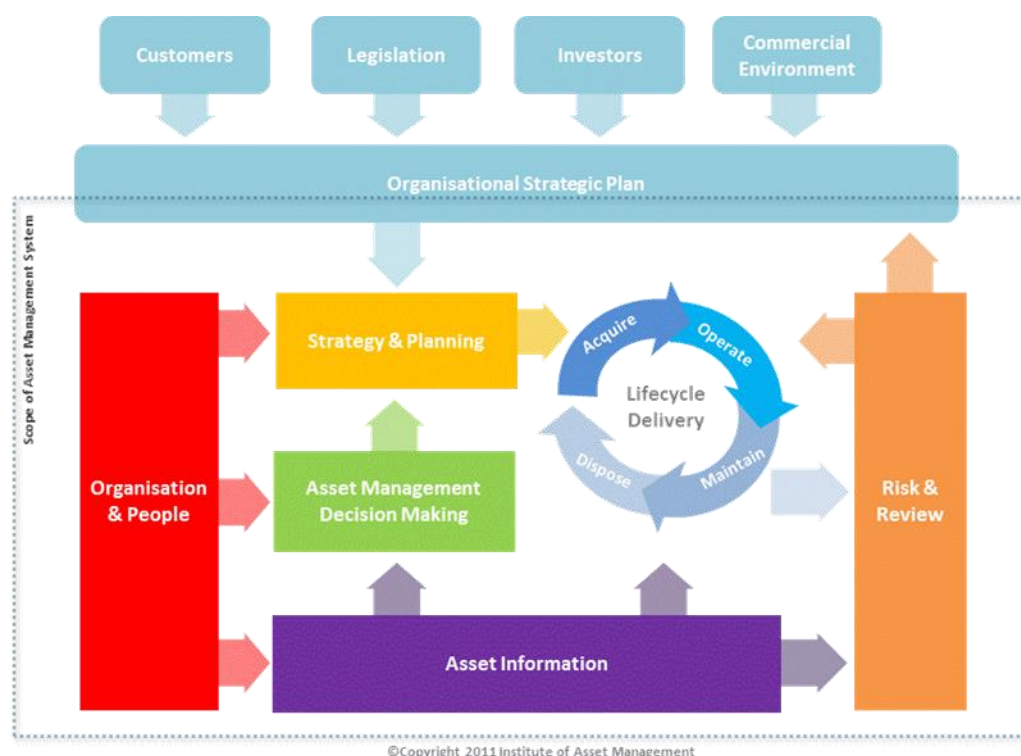 Customers
Legislation
Investors
Commercial
Environment
Organisational Strategic Plan
Scope of Asset Management System
Strategy & Planning
Acquire
Operate
Lifecycle
Delivery
Maintain
Dispose
Organisation
& People
Asset Management
Decision Making
Risk &
Review
Asset Information
©Copyright 2011 Institute of Asset Management